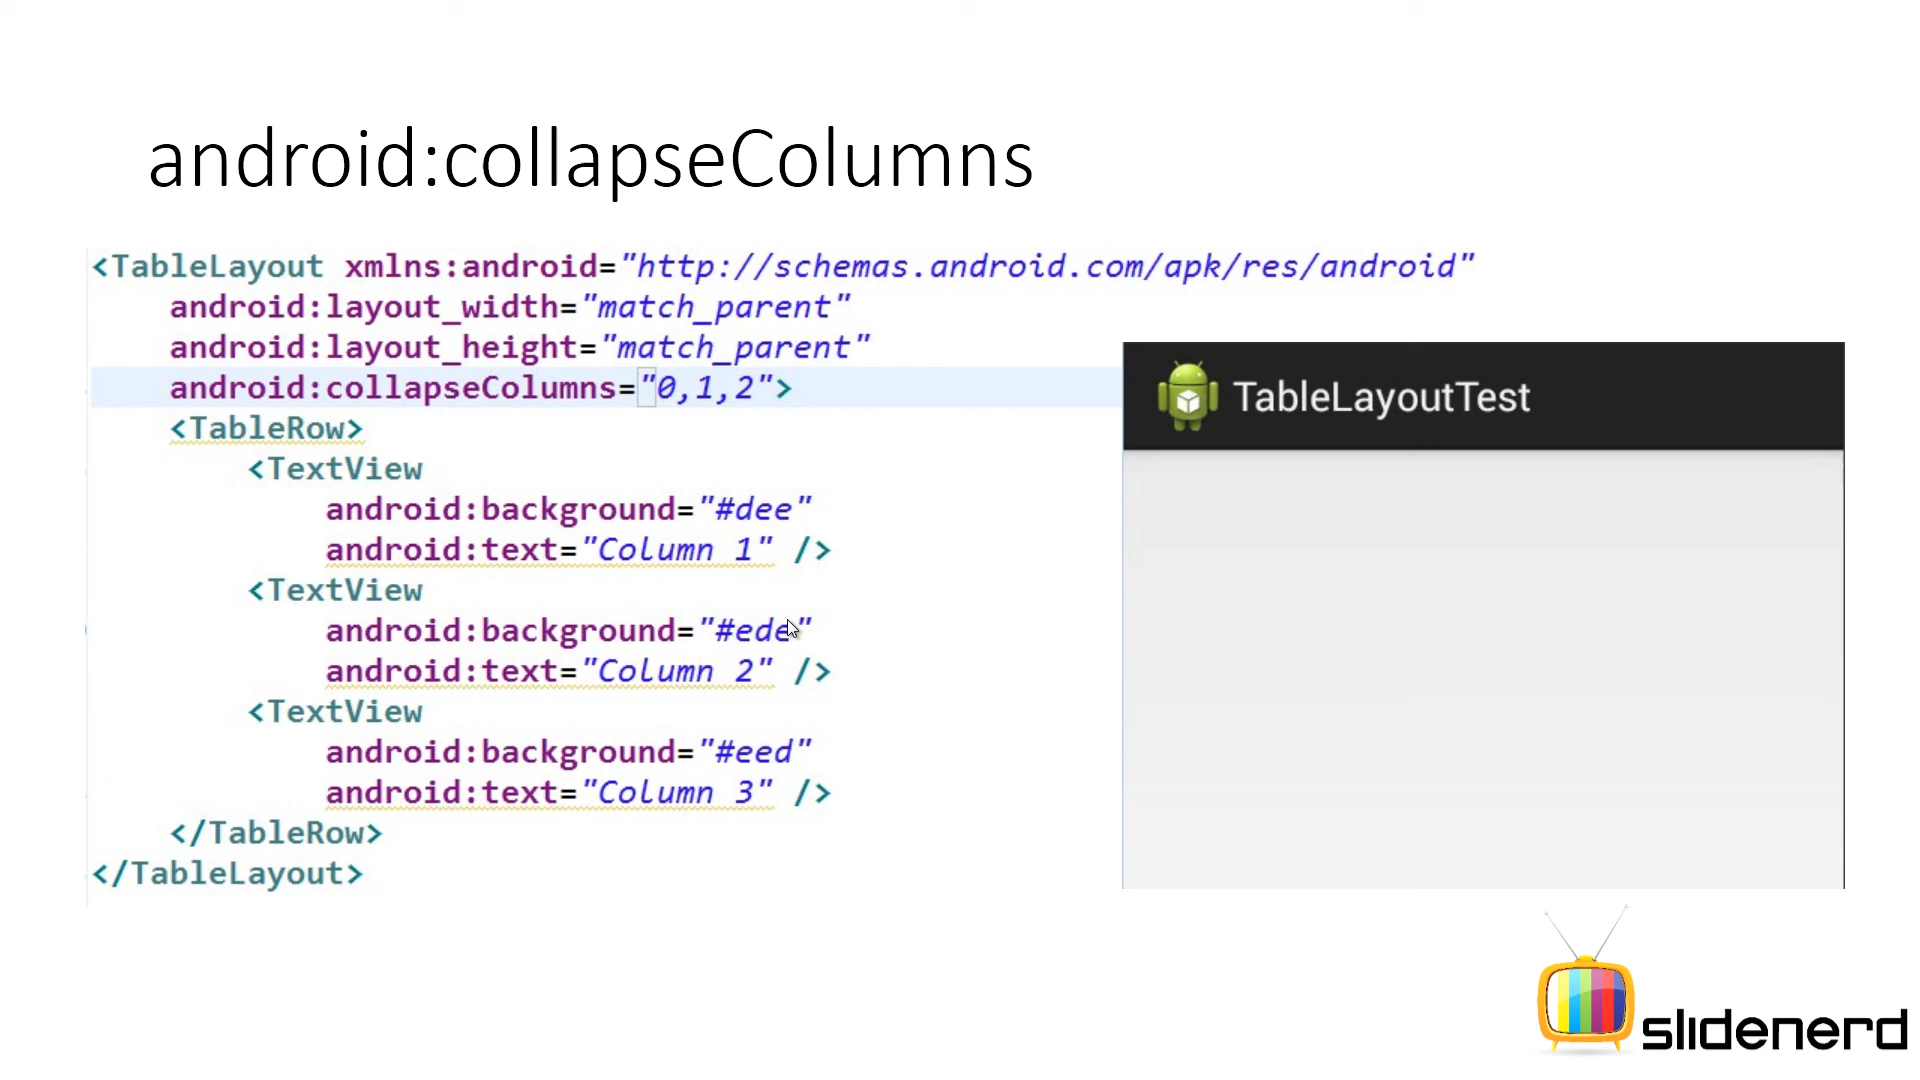 android:collapseColumns
<TableLayout xmlns:android="http://schemas.android.com/apk/res/android"
android:layout_width="match_parent"
android:layout_height="match_parent"
android:collapseColumns="0,1,2">
<TableRow>
<TextView
android:background="#dee"
android:text="Column 1" />
<TextView
android:background="#ede"
android:text="Column 2" />
<TextView
android:background="#eed"
android:text="Column 3" />
</TableRow>
</TableLayout>
TableLayoutTest
slidenerd